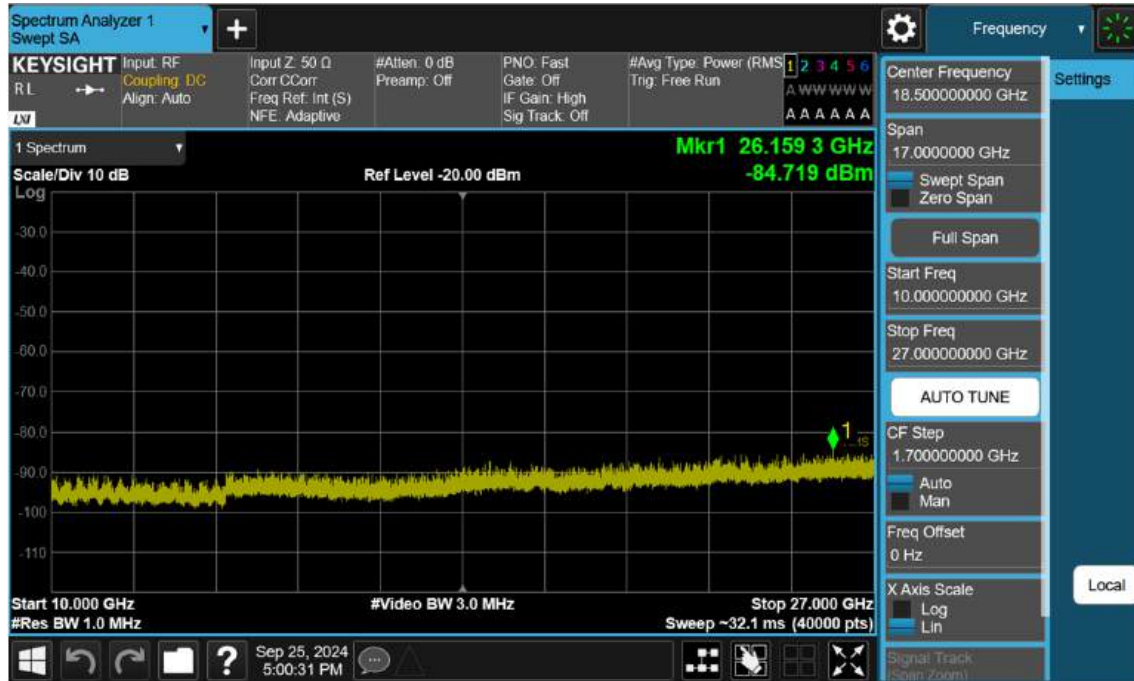 Spectrum Analyzer 1
Swept SA
Frequency
KEYSIGHT
RL
LXI
Input: RF
Coupling: DC
Align: Auto
Input Z: 50 Ω
Corr CCorr
Freq Ref: Int (S)
NFE: Adaptive
#Atten: 0 dB
Preamp: Off
PNO: Fast
Gate: Off
IF Gain: High
Sig Track: Off
#Avg Type: Power (RMS
Trig: Free Run
1 2 3 4 5 6
A W W W W W
A A A A A A
1 Spectrum
Mkr1 26.159 3 GHz
-84.719 dBm
Scale/Div 10 dB
Ref Level -20.00 dBm
Log
-30.0
-40.0
-50.0
-60.0
-70.0
-80.0
-90.0
-100
-110
1
Start 10.000 GHz
#Video BW 3.0 MHz
Stop 27.000 GHz
#Res BW 1.0 MHz
Sweep ~32.1 ms (40000 pts)
Center Frequency
18.500000000 GHz
Settings
Span
17.0000000 GHz
Swept Span
Zero Span
Full Span
Start Freq
10.000000000 GHz
Stop Freq
27.000000000 GHz
AUTO TUNE
CF Step
1.700000000 GHz
Auto
Man
Freq Offset
0 Hz
X Axis Scale
Log
Lin
Local
Signal Track
(Span Zoom)
?
Sep 25, 2024
5:00:31 PM